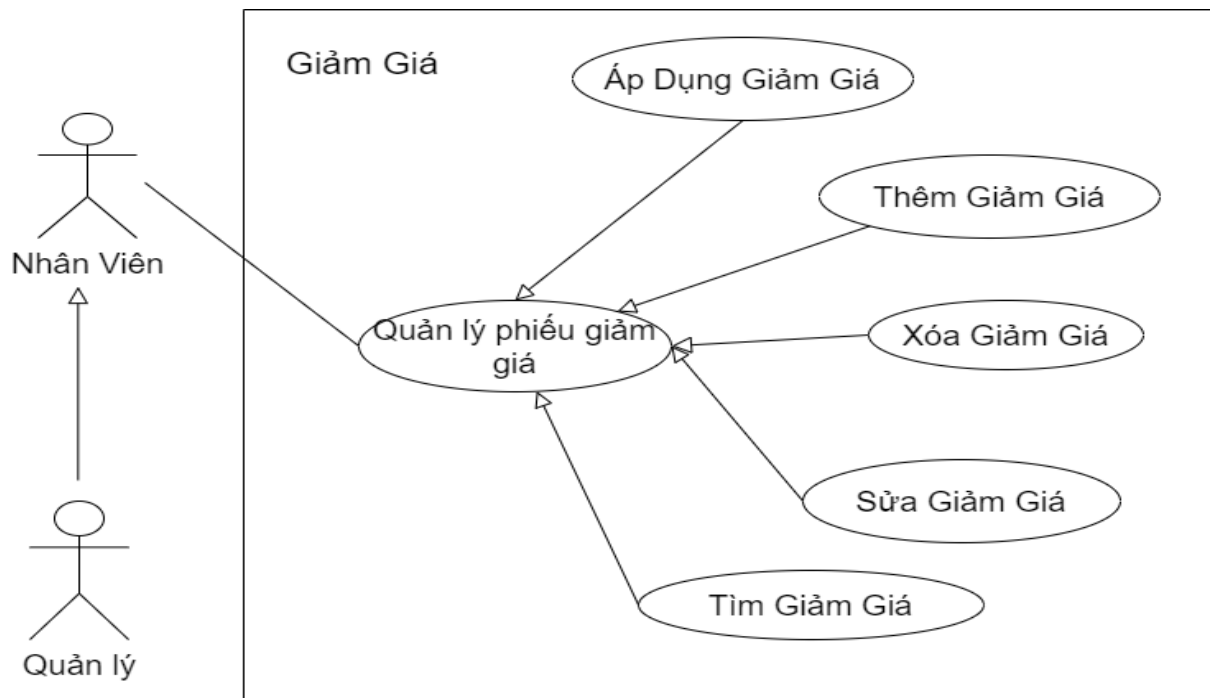 Giảm Giá
Áp Dụng Giảm Giá
Thêm Giảm Giá
Nhân Viên
Quản lý phiếu giảm
giá
Xóa Giảm Giá
Sửa Giảm Giá
Tìm Giảm Giá
Quản lý